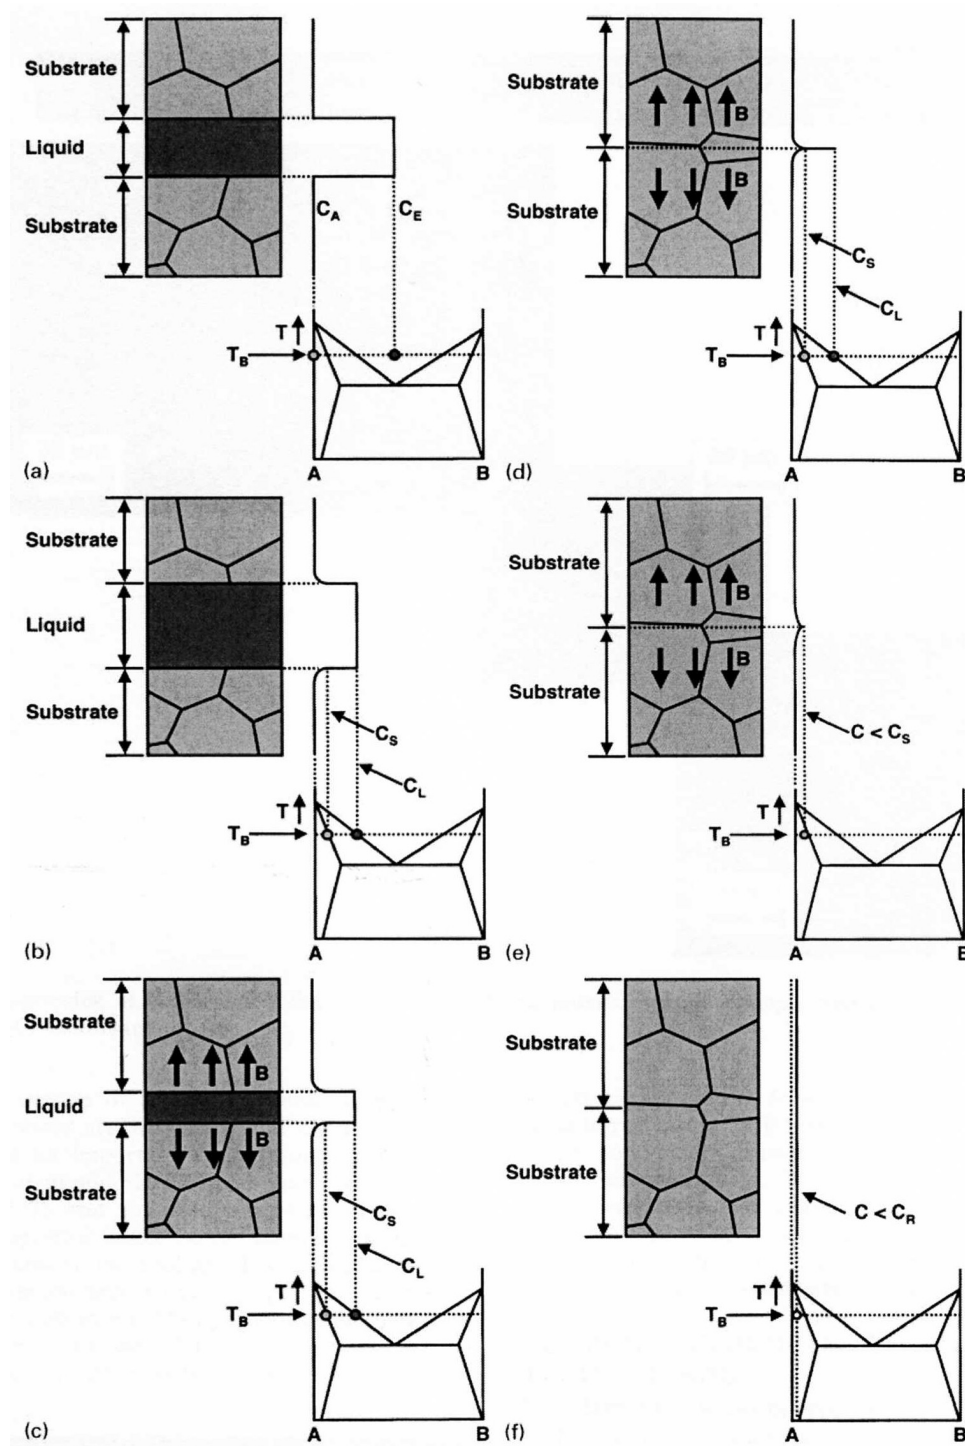 Substrate
Liquid
Substrate
C_A
C_E
T
T_B
(a)
A
B
Substrate
Liquid
Substrate
C_S
C_L
T
T_B
(b)
A
B
Substrate
Liquid
Substrate
B
B
C_S
C_L
T
T_B
(c)
A
B
Substrate
Substrate
B
B
C_S
C_L
T
T_B
(d)
A
B
Substrate
Substrate
B
B
C < C_S
T
T_B
(e)
A
B
Substrate
Substrate
C < C_R
T
T_B
(f)
A
B